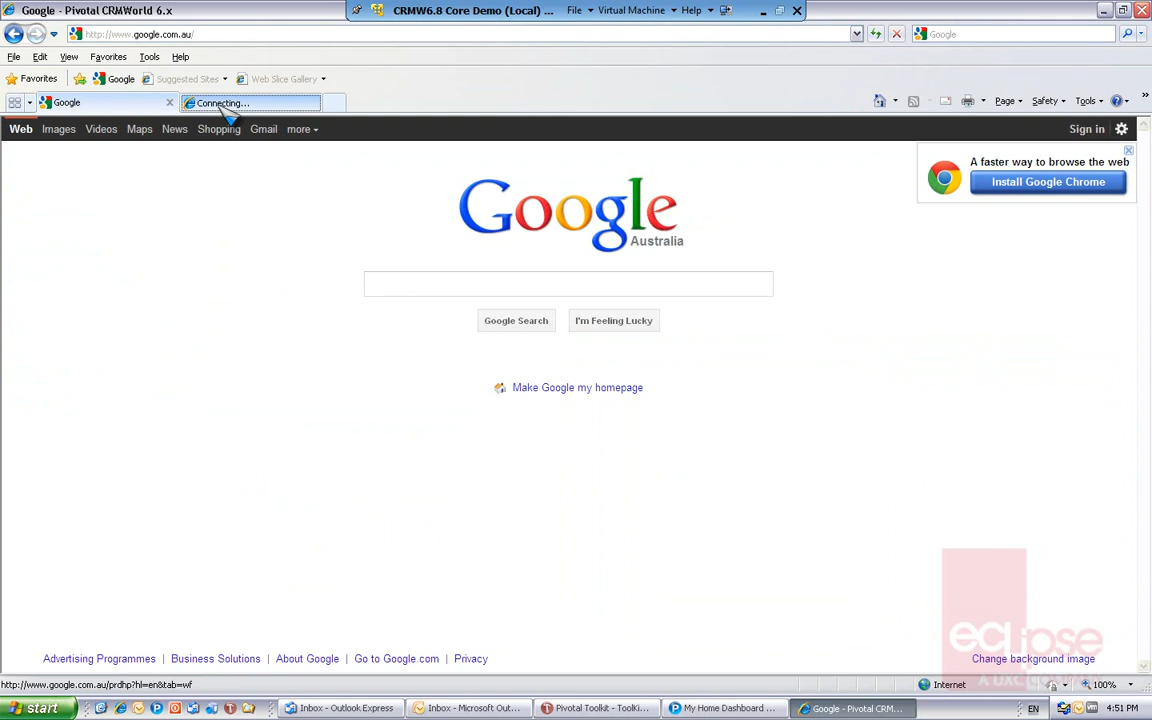 Google - Pivotal CRMWorld 6.x
CRMW6.8 Core Demo (Local) ... File Virtual Machine Help
http://www.google.com.au/
Google
File Edit View Favorites Tools Help
Favorites Google Suggested Sites Web Slice Gallery
Google Connecting... Page Safety Tools
Web Images Videos Maps News Shopping Gmail more Sign in
A faster way to browse the web
Install Google Chrome
Google
Australia
Google Search I'm Feeling Lucky
Make Google my homepage
eclipse
A UXC
Advertising Programmes Business Solutions About Google Go to Google.com Privacy Change background image
http://www.google.com.au/prdhp?hl=en&tab=wf Internet 100%
start Inbox - Outlook Express Inbox - Microsoft Out... Pivotal Toolkit - ToolKi... My Home Dashboard ... Google - Pivotal CRM... EN 4:51 PM